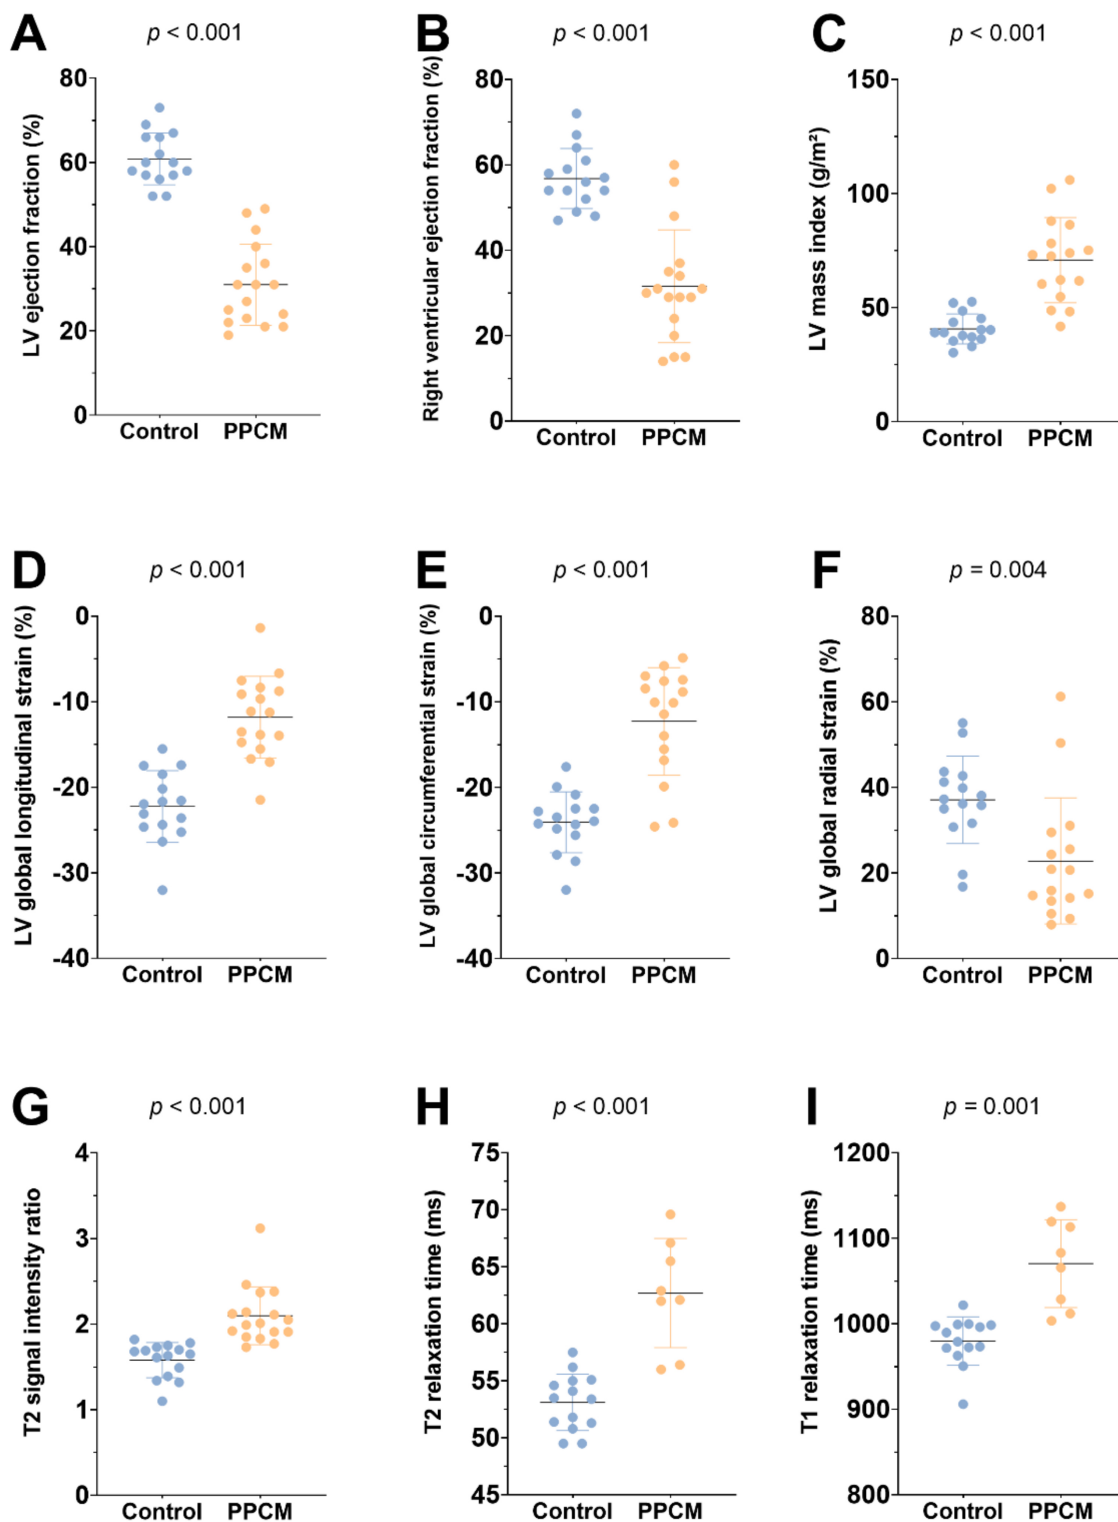 A
p < 0.001
LV ejection fraction (%)
80
60
40
20
0
Control PPCM
B
p < 0.001
Right ventricular ejection fraction (%)
80
60
40
20
0
Control PPCM
C
p < 0.001
LV mass index (g/m²)
150
100
50
0
Control PPCM
D
p < 0.001
LV global longitudinal strain (%)
0
-10
-20
-30
-40
Control PPCM
E
p < 0.001
LV global circumferential strain (%)
0
-10
-20
-30
-40
Control PPCM
F
p = 0.004
LV global radial strain (%)
80
60
40
20
0
Control PPCM
G
p < 0.001
T2 signal intensity ratio
4
3
2
1
0
Control PPCM
H
p < 0.001
T2 relaxation time (ms)
75
70
65
60
55
50
45
Control PPCM
I
p = 0.001
T1 relaxation time (ms)
1200
1100
1000
900
800
Control PPCM